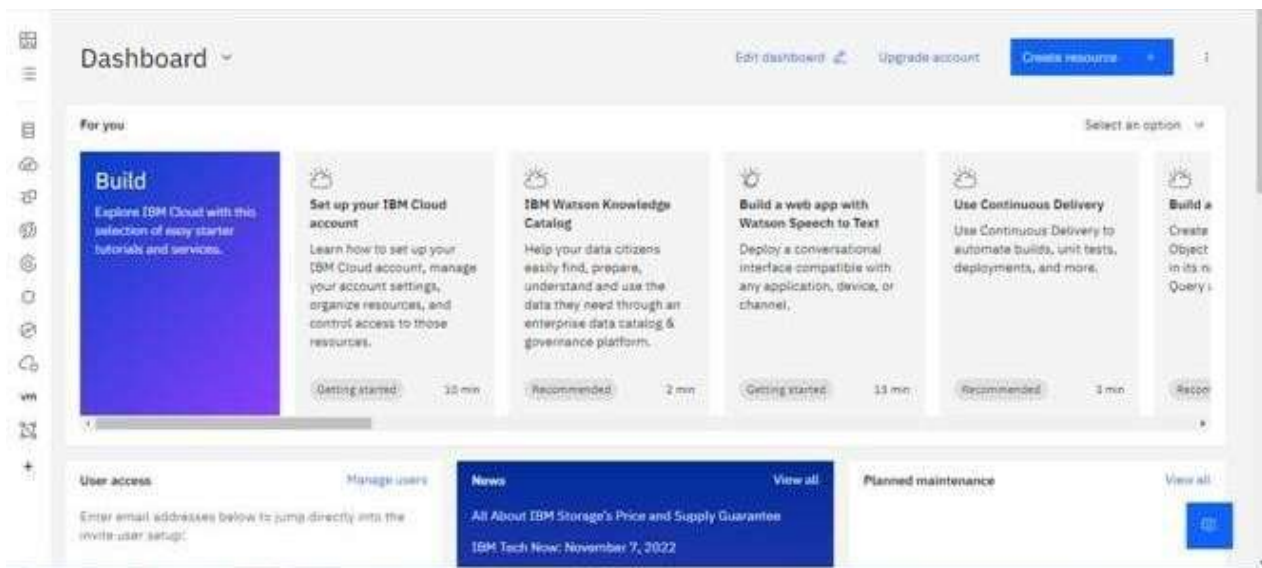 Dashboard
Edit dashboard
Upgrade account
Create resource +
For you
Select an option
Build
Explore IBM Cloud with this
selection of easy starter
tutorials and services.
Set up your IBM Cloud
account
Learn how to set up your
IBM Cloud account, manage
your account settings,
organize resources, and
control access to those
resources.
Getting started
10 min
IBM Watson Knowledge
Catalog
Help your data citizens
easily find, prepare,
understand and use the
data they need through an
enterprise data catalog &
governance platform.
Recommended
2 min
Build a web app with
Watson Speech to Text
Deploy a conversational
interface compatible with
any application, device, or
channel.
Getting started
13 min
Use Continuous Delivery
Use Continuous Delivery to
automate builds, unit tests,
deployments, and more.
Recommended
3 min
Build a
Create
Object
in its n
Query
Recom
vm
User access
Manage users
Enter email addresses below to jump directly into the
invite user setup:
News
View all
All About IBM Storage's Price and Supply Guarantee
IBM Tech Now: November 7, 2022
Planned maintenance
View all